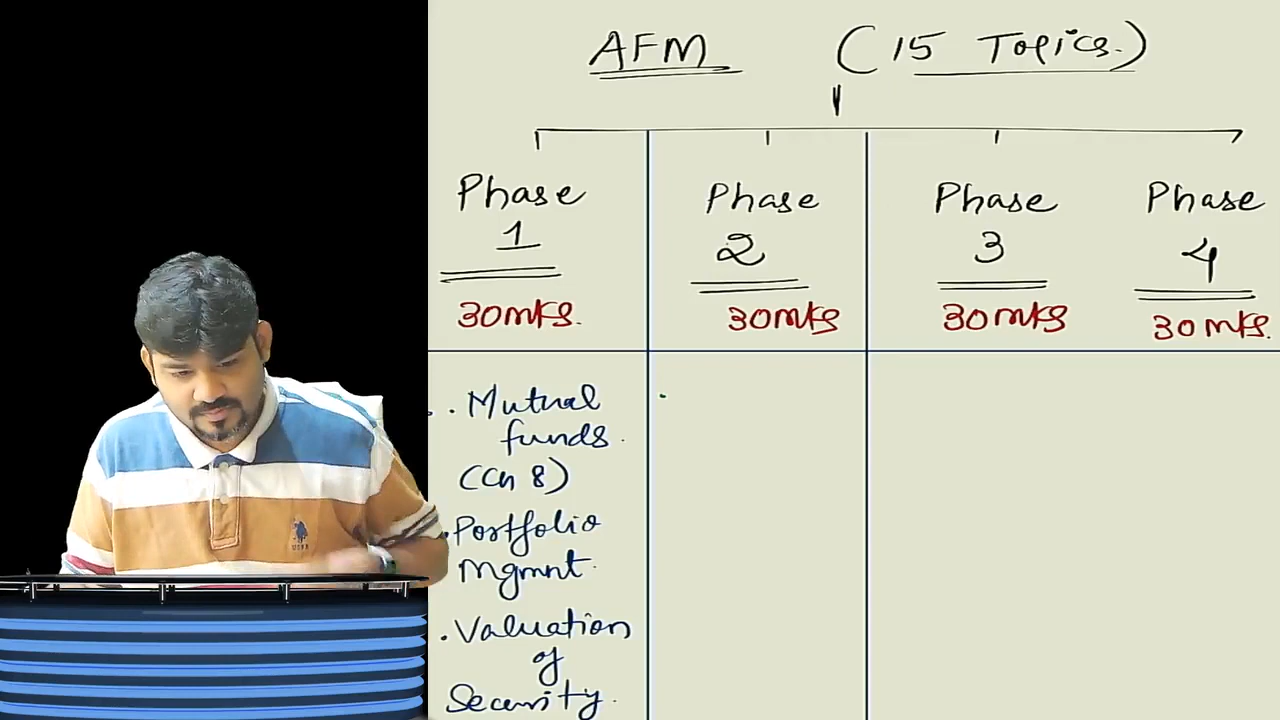 AFM (15 Topics.)
Phase Phase Phase Phase
1 2 3 4
30mks. 30mks 30mks 30mks.
. Mutual
funds.
(Ch 8)
. Portfolio
Mgmnt.
. Valuation
of
Security.